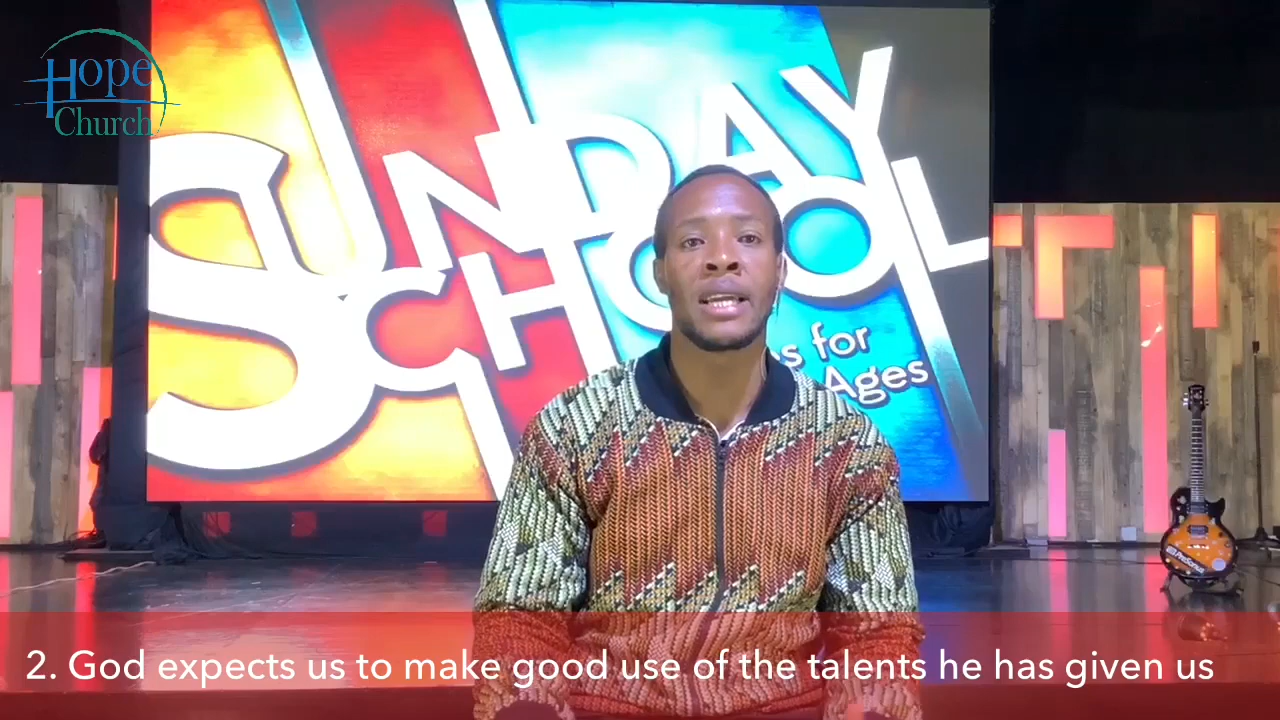 Hope
Church
SUNDAY
SCHOOL
s for
Ages
2. God expects us to make good use of the talents he has given us